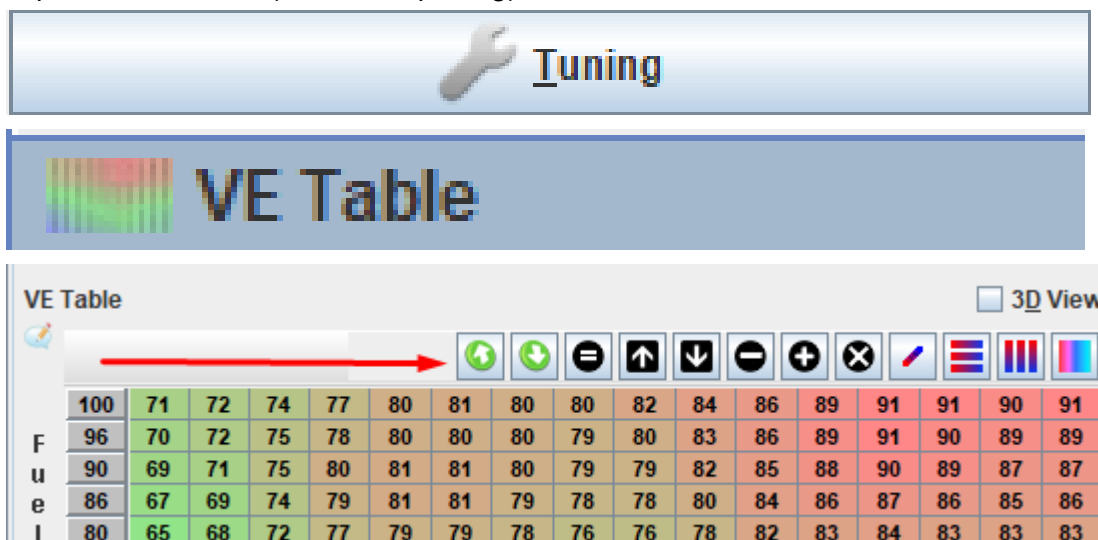 Tuning
VE Table
VE Table 3D View
100 71 72 74 77 80 81 80 80 82 84 86 89 91 91 90 91
96 70 72 75 78 80 80 80 79 80 83 86 89 91 90 89 89
90 69 71 75 80 81 81 80 79 79 82 85 88 90 89 87 87
86 67 69 74 79 81 81 79 78 78 80 84 86 87 86 85 86
80 65 68 72 77 79 79 78 76 76 78 82 83 84 83 83 83
F
u
e
l